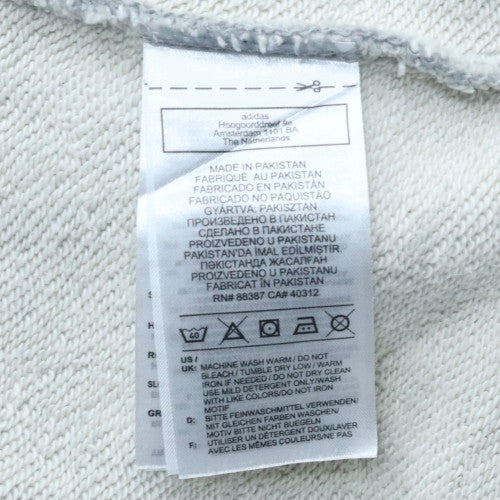 adidas
Hoogoorddreef 9a
Amsterdam 1101 BA
The Netherlands
MADE IN PAKISTAN
FABRIQUÉ AU PAKISTAN
FABRICADO EN PAKISTÁN
FABRICADO NO PAQUISTÃO
GYÁRTVA: PAKISZTÁN
ПРОИЗВЕДЕНО В ПАКИСТАН
СДЕЛАНО В ПАКИСТАНЕ
PROIZVEDENO U PAKISTANU
PAKISTAN'DA İMAL EDİLMİŞTİR.
ПӘКІСТАНДА ЖАСАЛҒАН
PROIZVEDENO U PAKISTANU
FABRICAT ÎN PAKISTAN
RN# 88387 CA# 40312
40
US /
UK: MACHINE WASH WARM / DO NOT
BLEACH / TUMBLE DRY LOW / WARM
IRON IF NEEDED / DO NOT DRY CLEAN
USE MILD DETERGENT ONLY/WASH
WITH LIKE COLORS/DO NOT IRON
MOTIF
D: BITTE FEINWASCHMITTEL VERWENDEN/
MIT GLEICHEN FARBEN WASCHEN/
MOTIV BITTE NICHT BUEGELN
F: UTILISER UN DÉTERGENT DOUX/LAVER
AVEC LES MÊMES COULEURS/NE PAS